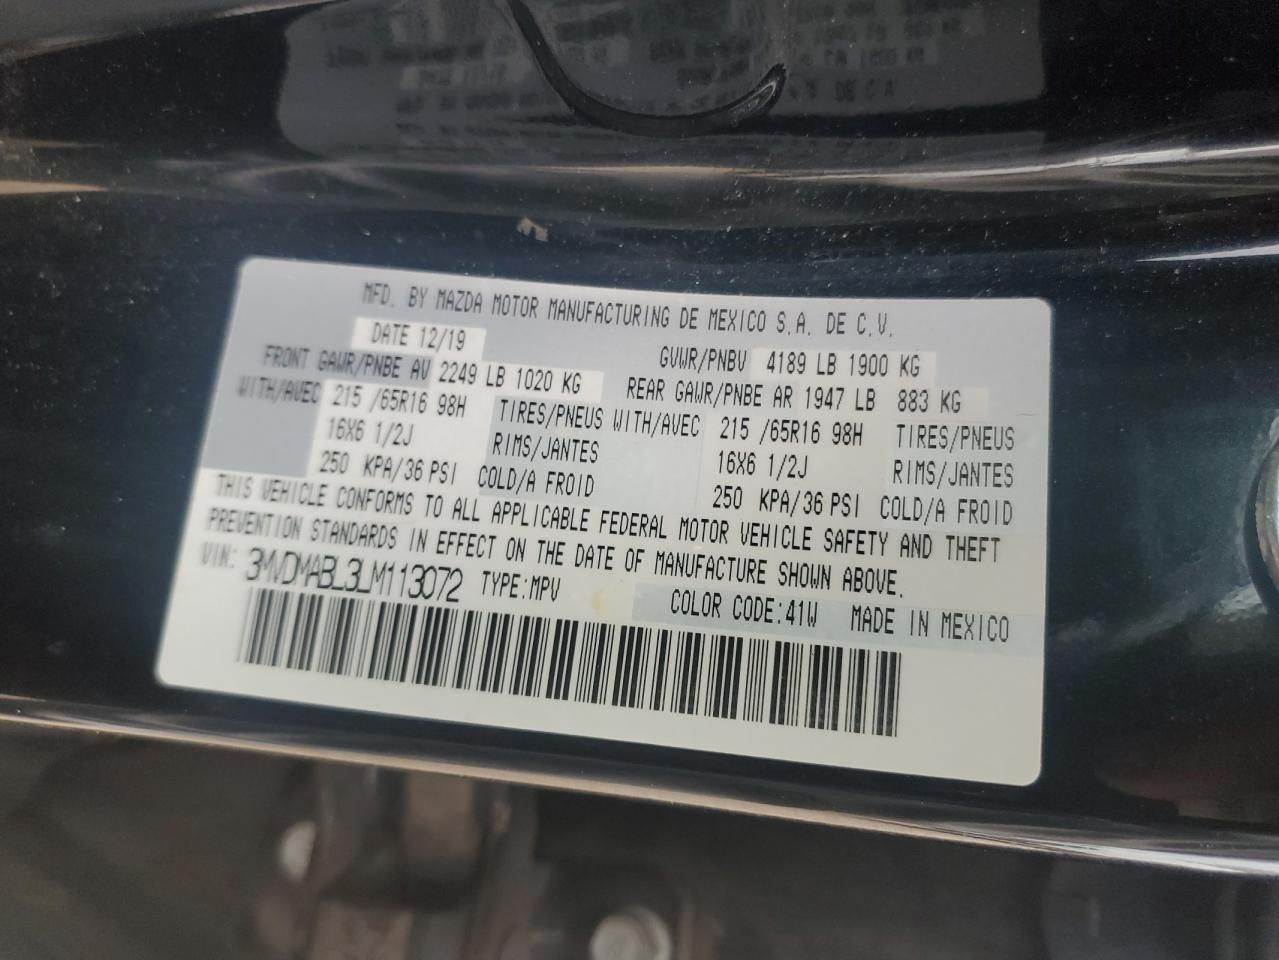 MFD. BY MAZDA MOTOR MANUFACTURING DE MEXICO S.A. DE C.V.
DATE 12/19 GVWR/PNBV 4189 LB 1900 KG
FRONT GAWR/PNBE AV 2249 LB 1020 KG REAR GAWR/PNBE AR 1947 LB 883 KG
WITH/AVEC 215 /65R16 98H TIRES/PNEUS WITH/AVEC 215 /65R16 98H TIRES/PNEUS
16X6 1/2J RIMS/JANTES 16X6 1/2J RIMS/JANTES
250 KPA/36 PSI COLD/A FROID 250 KPA/36 PSI COLD/A FROID
THIS VEHICLE CONFORMS TO ALL APPLICABLE FEDERAL MOTOR VEHICLE SAFETY AND THEFT
PREVENTION STANDARDS IN EFFECT ON THE DATE OF MANUFACTURE SHOWN ABOVE.
VIN: 3MVDMABL3LM113072 TYPE:MPV COLOR CODE:41W MADE IN MEXICO